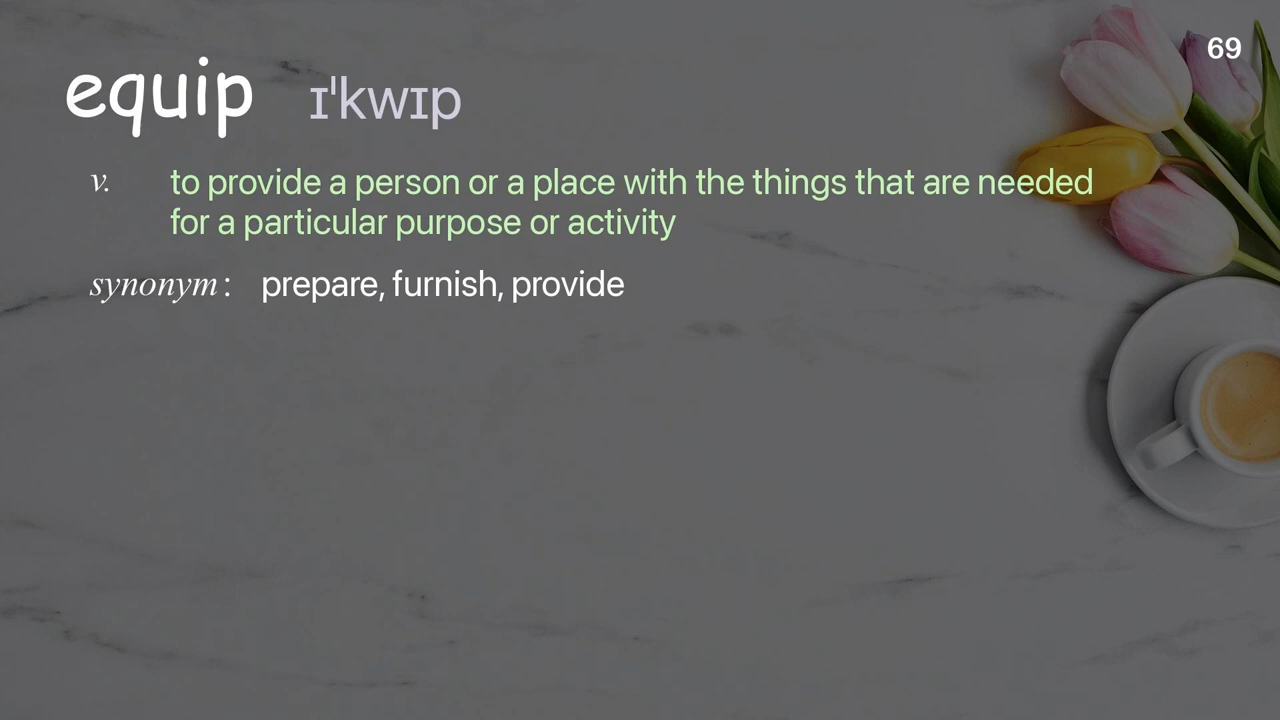 69
equip ɪˈkwɪp
v. to provide a person or a place with the things that are needed
for a particular purpose or activity
synonym: prepare, furnish, provide